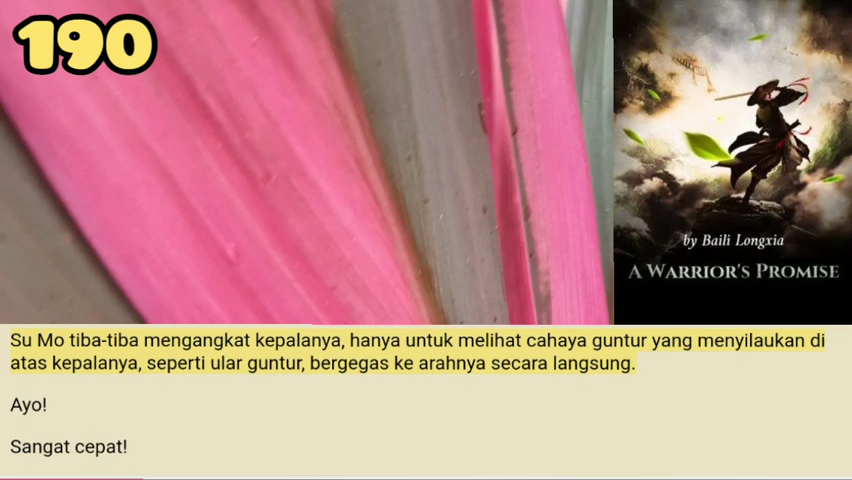 190
by Baili Longxia
A WARRIOR'S PROMISE
Su Mo tiba-tiba mengangkat kepalanya, hanya untuk melihat cahaya guntur yang menyilaukan di
atas kepalanya, seperti ular guntur, bergegas ke arahnya secara langsung.
Ayo!
Sangat cepat!